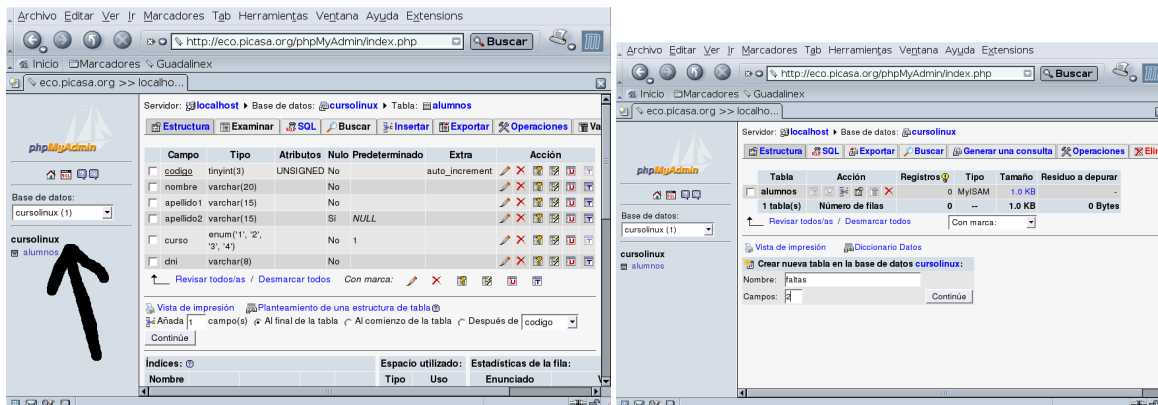 Archivo Editar Ver Ir Marcadores Tab Herramientas Ventana Ayuda Extensions
http://eco.picasa.org/phpMyAdmin/index.php Buscar
Inicio Marcadores Guadalinex
eco.picasa.org >> localho...
phpMyAdmin
Base de datos:
cursolinux (1)
cursolinux
alumnos
Servidor: localhost Base de datos: cursolinux Tabla: alumnos
Estructura Examinar SQL Buscar Insertar Exportar Operaciones Va
Campo Tipo Atributos Nulo Predeterminado Extra Acción
codigo tinyint(3) UNSIGNED No auto_increment
nombre varchar(20) No
apellido1 varchar(15) No
apellido2 varchar(15) Sí NULL
curso enum('1', '2', '3', '4') No 1
dni varchar(8) No
Revisar todos/as / Desmarcar todos Con marca:
Vista de impresión Planteamiento de una estructura de tabla
Añada 1 campo(s) Al final de la tabla Al comienzo de la tabla Después de codigo
Continúe
Índices: Espacio utilizado: Estadísticas de la fila:
Nombre Tipo Uso Enunciado
Archivo Editar Ver Ir Marcadores Tab Herramientas Ventana Ayuda Extensions
http://eco.picasa.org/phpMyAdmin/index.php Buscar
Inicio Marcadores Guadalinex
eco.picasa.org >> localho...
phpMyAdmin
Base de datos:
cursolinux (1)
cursolinux
alumnos
Servidor: localhost Base de datos: cursolinux
Estructura SQL Exportar Buscar Generar una consulta Operaciones Elim
Tabla Acción Registros Tipo Tamaño Residuo a depurar
alumnos 0 MyISAM 1.0 KB -
1 tabla(s) Número de filas 0 -- 1.0 KB 0 Bytes
Revisar todos/as / Desmarcar todos Con marca:
Vista de impresión Diccionario Datos
Crear nueva tabla en la base de datos cursolinux:
Nombre: faltas
Campos: 2 Continúe